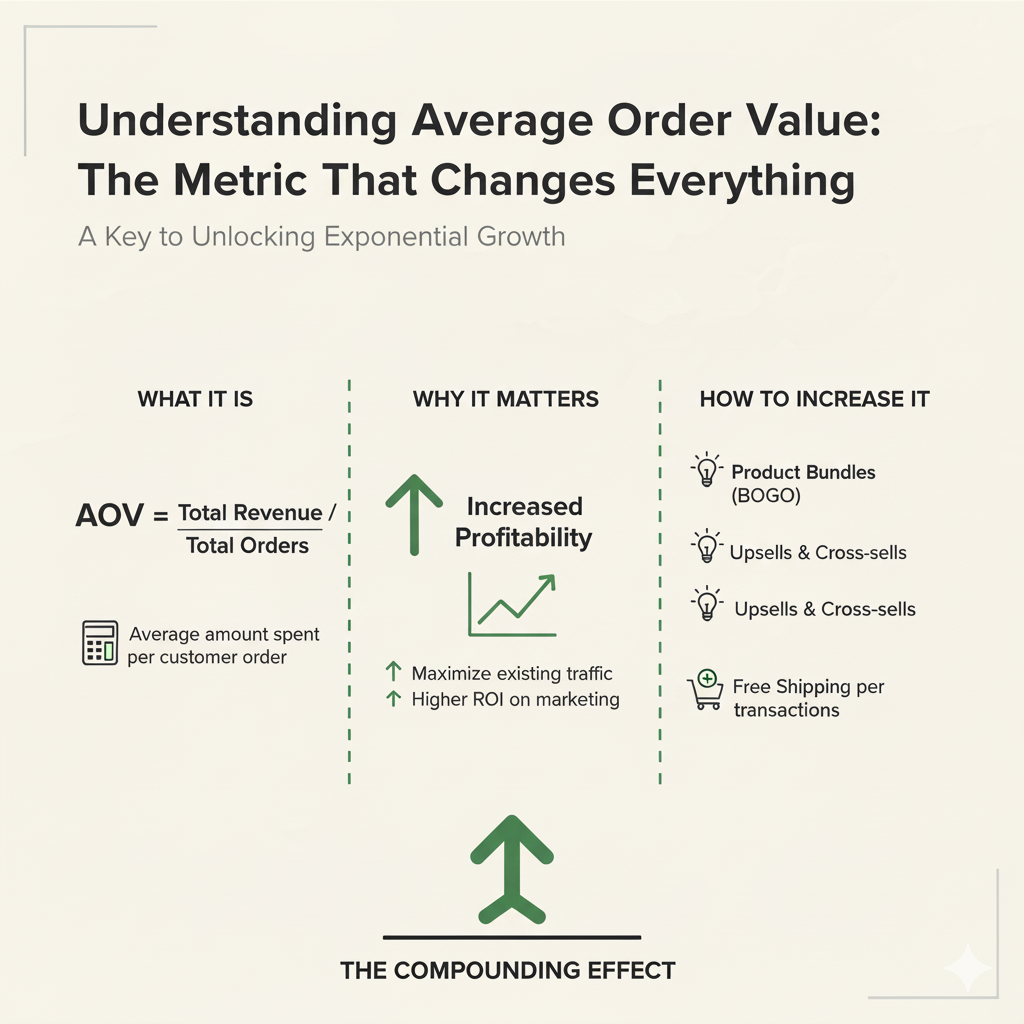 Understanding Average Order Value:
The Metric That Changes Everything
A Key to Unlocking Exponential Growth
WHAT IT IS
AOV = Total Revenue /
Total Orders
Average amount spent
per customer order
WHY IT MATTERS
Increased
Profitability
Maximize existing traffic
Higher ROI on marketing
HOW TO INCREASE IT
Product Bundles
(BOGO)
Upsells & Cross-sells
Upsells & Cross-sells
Free Shipping per
transactions
THE COMPOUNDING EFFECT